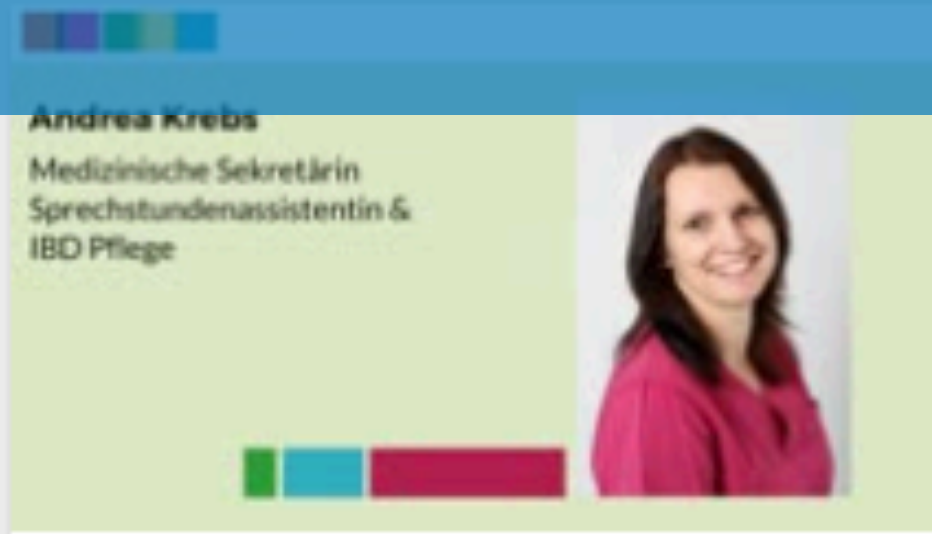 Andrea Krebs
Medizinische Sekretärin
Sprechstundenassistentin &
IBD Pflege